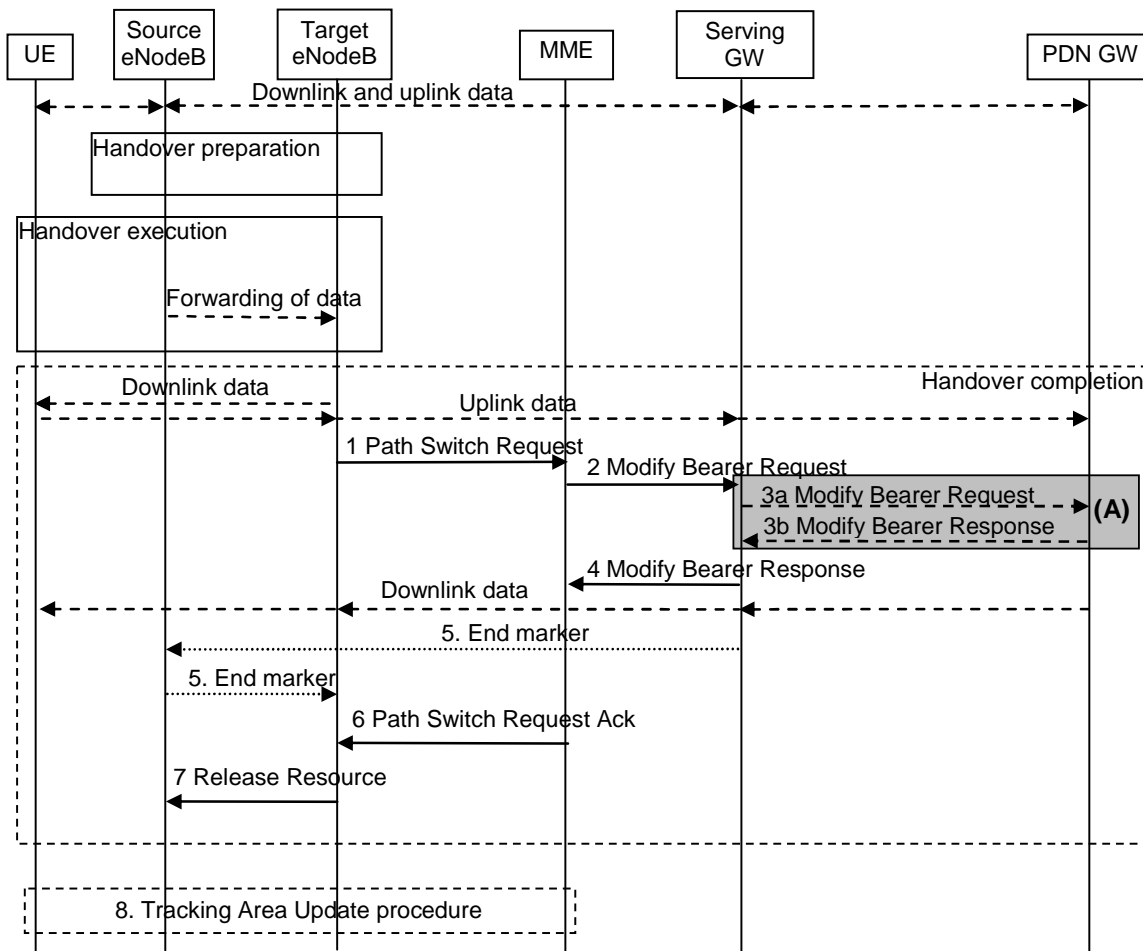 UE
Source
eNodeB
Target
eNodeB
MME
Serving
GW
PDN GW
Downlink and uplink data
Handover preparation
Handover execution
Forwarding of data
Handover completion
Downlink data
Uplink data
1 Path Switch Request
2 Modify Bearer Request
3a Modify Bearer Request
(A)
3b Modify Bearer Response
4 Modify Bearer Response
Downlink data
5. End marker
5. End marker
6 Path Switch Request Ack
7 Release Resource
8. Tracking Area Update procedure